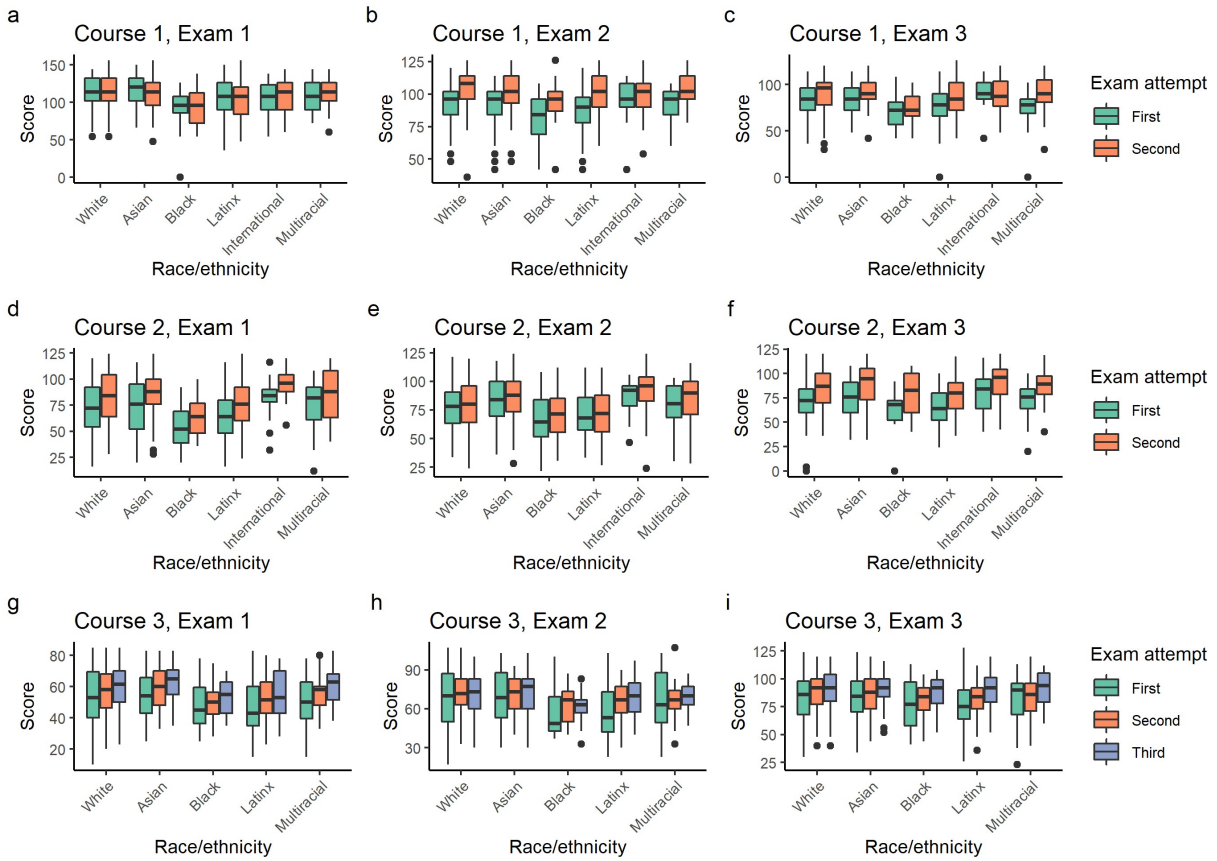 a
Course 1, Exam 1
Score
150
100
50
0
White
Asian
Black
Latinx
International
Multiracial
Race/ethnicity
b
Course 1, Exam 2
Score
125
100
75
50
White
Asian
Black
Latinx
International
Multiracial
Race/ethnicity
c
Course 1, Exam 3
Score
100
50
0
White
Asian
Black
Latinx
International
Multiracial
Race/ethnicity
Exam attempt
First
Second
d
Course 2, Exam 1
Score
125
100
75
50
25
White
Asian
Black
Latinx
International
Multiracial
Race/ethnicity
e
Course 2, Exam 2
Score
125
100
75
50
25
White
Asian
Black
Latinx
International
Multiracial
Race/ethnicity
f
Course 2, Exam 3
Score
125
100
75
50
25
0
White
Asian
Black
Latinx
International
Multiracial
Race/ethnicity
Exam attempt
First
Second
g
Course 3, Exam 1
Score
80
60
40
20
White
Asian
Black
Latinx
Multiracial
Race/ethnicity
h
Course 3, Exam 2
Score
90
60
30
White
Asian
Black
Latinx
Multiracial
Race/ethnicity
i
Course 3, Exam 3
Score
125
100
75
50
25
White
Asian
Black
Latinx
Multiracial
Race/ethnicity
Exam attempt
First
Second
Third